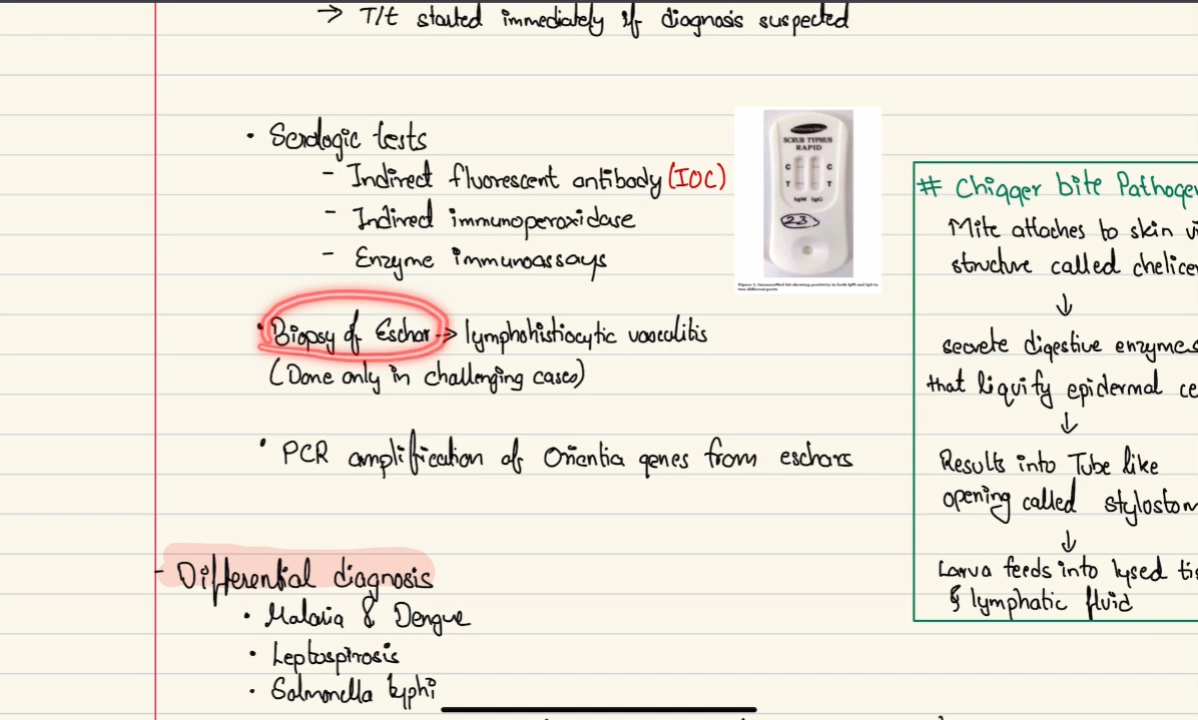 → T/t started immediately if diagnosis suspected
• Serologic tests
- Indirect fluorescent antibody (IOC)
- Indirect immunoperoxidase
- Enzyme immunoassays
SCRUB TYPHUS
RAPID
C C
T T
IgM IgG
23
• Biopsy of Eschar -> lymphohistiocytic vasculitis
(Done only in challenging cases)
• PCR amplification of Orientia genes from eschars
- Differential diagnosis
• Malaria & Dengue
• Leptospirosis
• Salmonella typhi
# Chigger bite Pathoge
Mite attaches to skin vi
structure called chelicer
↓
secrete digestive enzymes
that liquify epidermal ce
↓
Results into Tube like
opening called stylostom
↓
Larva feeds into lysed tis
& lymphatic fluid